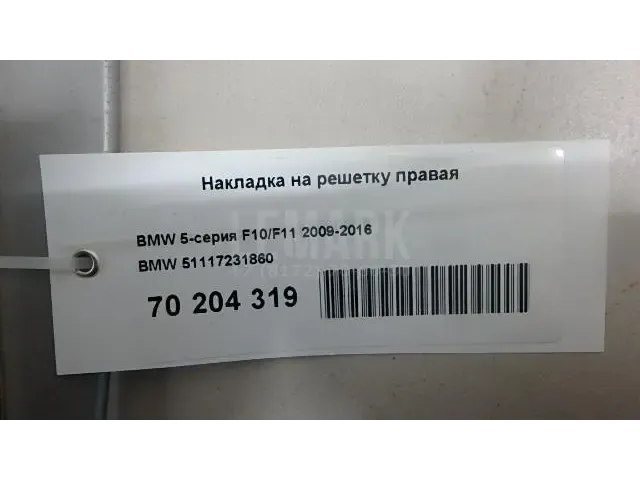 Накладка на решетку правая
BMW 5-серия F10/F11 2009-2016
BMW 51117231860
70 204 319